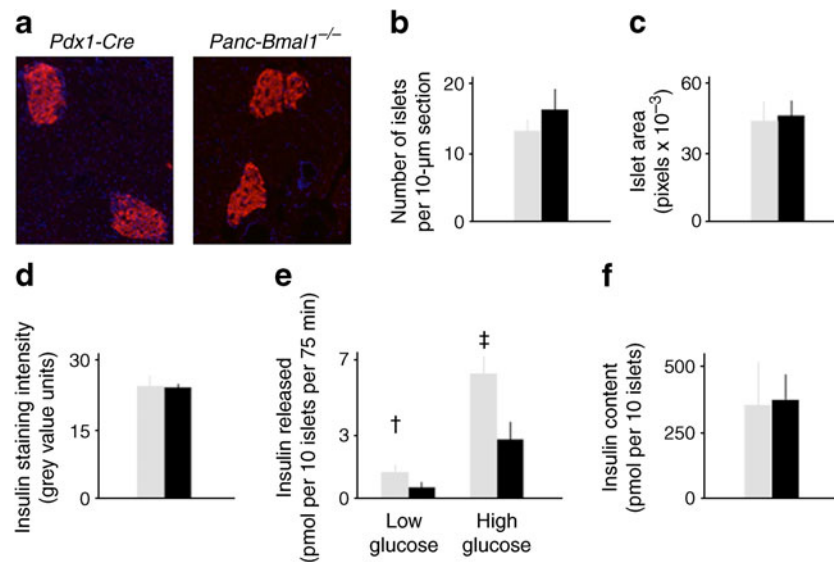 a
Pdx1-Cre
Panc-Bmal1⁻/⁻
b
Number of islets
per 10-μm section
20
15
10
0
c
Islet area
(pixels x 10⁻³)
60
45
30
0
d
Insulin staining intensity
(grey value units)
30
15
0
e
Insulin released
(pmol per 10 islets per 75 min)
7
3
0
†
‡
Low
glucose
High
glucose
f
Insulin content
(pmol per 10 islets)
500
250
0